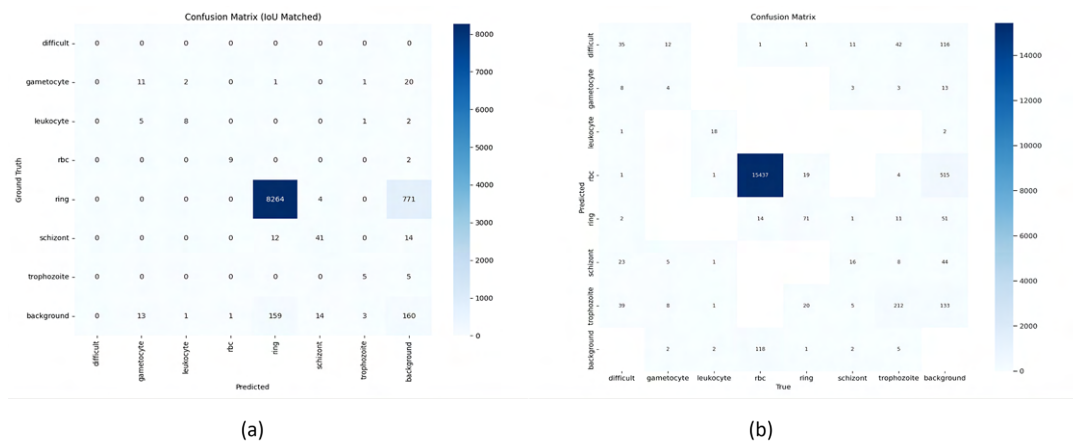 Confusion Matrix (IoU Matched)
difficult 0 0 0 0 0 0 0 0
gametocyte 0 11 2 0 1 0 1 20
leukocyte 0 5 8 0 0 0 1 2
rbc 0 0 0 9 0 0 0 2
ring 0 0 0 0 8264 4 0 771
schizont 0 0 0 0 12 41 0 14
trophozoite 0 0 0 0 0 0 5 5
background 0 13 1 1 159 14 3 160
difficult gametocyte leukocyte rbc ring schizont trophozoite background
Predicted
Ground Truth
8000
7000
6000
5000
4000
3000
2000
1000
0
(a)
Confusion Matrix
difficult 35 12 1 1 11 42 116
gametocyte 8 4 3 3 13
leukocyte 1 18 2
rbc 1 1 15437 19 4 515
ring 2 14 71 1 11 51
schizont 23 5 1 16 8 44
trophozoite 39 8 1 20 5 212 133
background 2 2 116 1 2 5
difficult gametocyte leukocyte rbc ring schizont trophozoite background
True
Predicted
14000
12000
10000
8000
6000
4000
2000
0
(b)